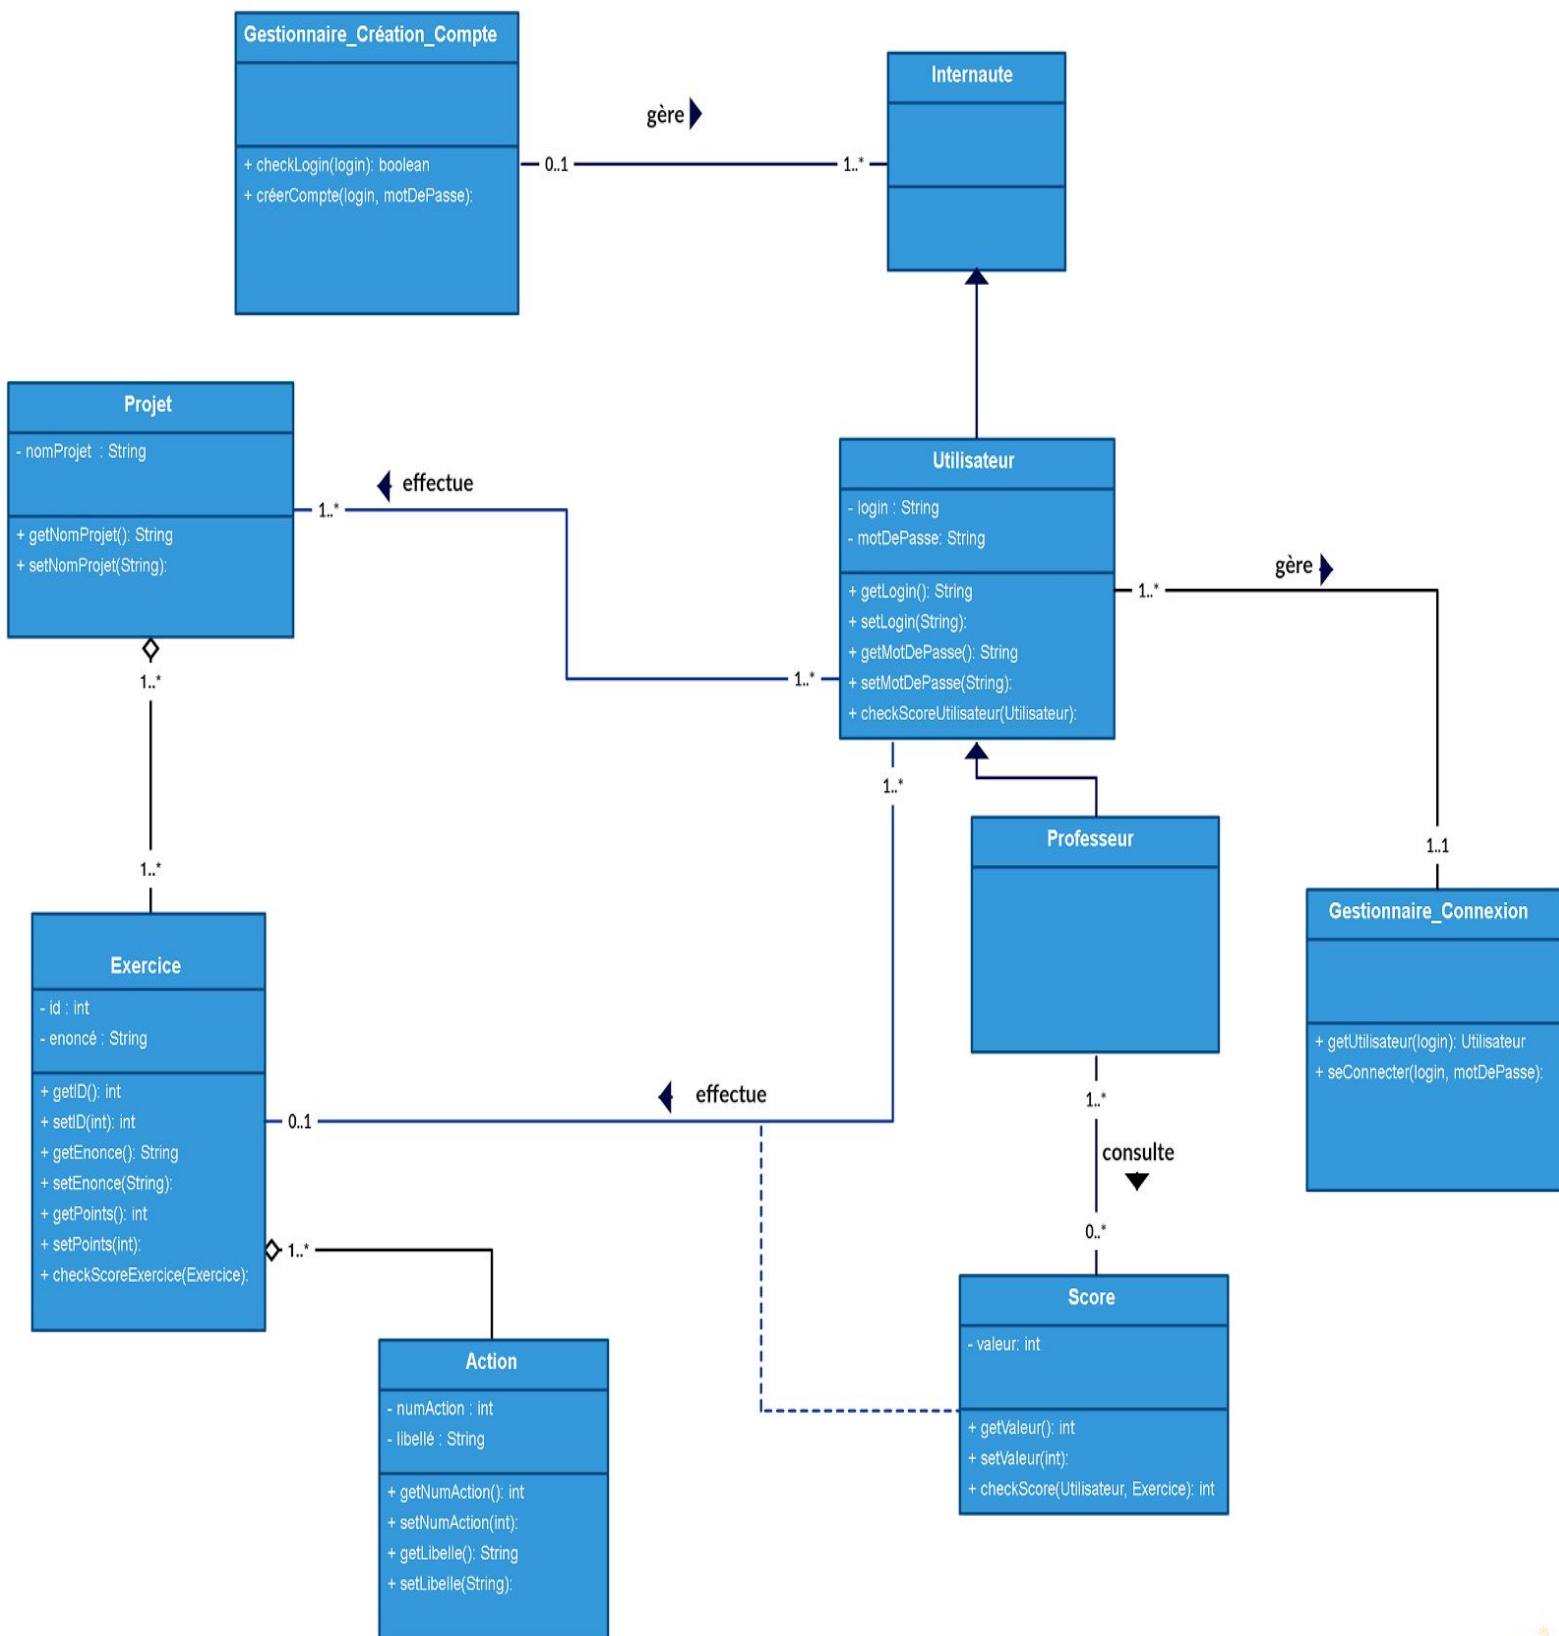 Gestionnaire_Création_Compte
+ checkLogin(login): boolean
+ créerCompte(login, motDePasse):
gère
0..1
1..*
Internaute
Projet
- nomProjet : String
+ getNomProjet(): String
+ setNomProjet(String):
effectue
1..*
1..*
Utilisateur
- login : String
- motDePasse: String
+ getLogin(): String
+ setLogin(String):
+ getMotDePasse(): String
+ setMotDePasse(String):
+ checkScoreUtilisateur(Utilisateur):
gère
1..*
1..1
1..*
1..*
1..*
Professeur
Gestionnaire_Connexion
+ getUtilisateur(login): Utilisateur
+ seConnecter(login, motDePasse):
Exercice
- id : int
- enoncé : String
+ getID(): int
+ setID(int): int
+ getEnonce(): String
+ setEnonce(String):
+ getPoints(): int
+ setPoints(int):
+ checkScoreExercice(Exercice):
effectue
0..1
1..*
consulte
0..*
1..*
Score
- valeur: int
+ getValeur(): int
+ setValeur(int):
+ checkScore(Utilisateur, Exercice): int
Action
- numAction : int
- libellé : String
+ getNumAction(): int
+ setNumAction(int):
+ getLibelle(): String
+ setLibelle(String):